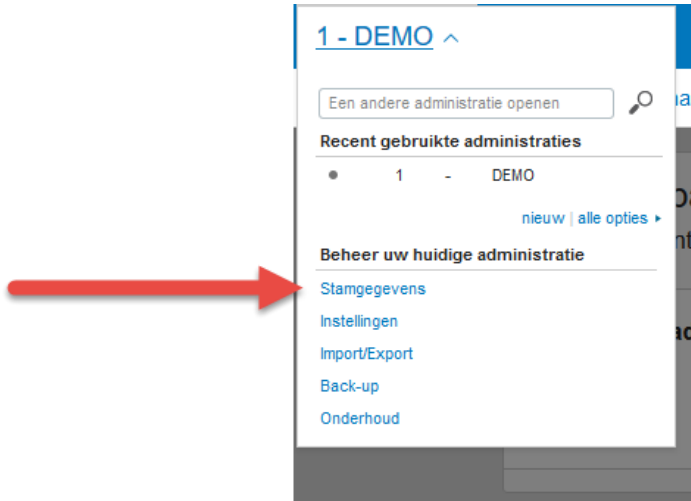 1 - DEMO
Een andere administratie openen
Recent gebruikte administraties
1 - DEMO
nieuw | alle opties
Beheer uw huidige administratie
Stamgegevens
Instellingen
Import/Export
Back-up
Onderhoud